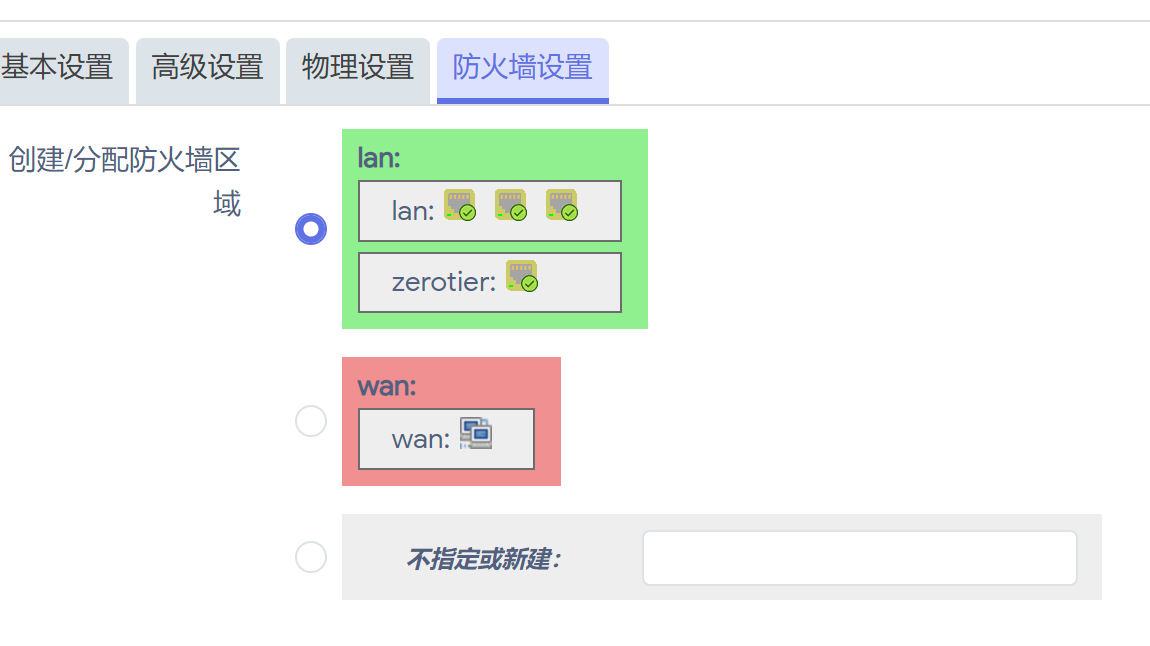 基本设置 高级设置 物理设置 防火墙设置
创建/分配防火墙区
域
lan:
lan:
zerotier:
wan:
wan:
不指定或新建：